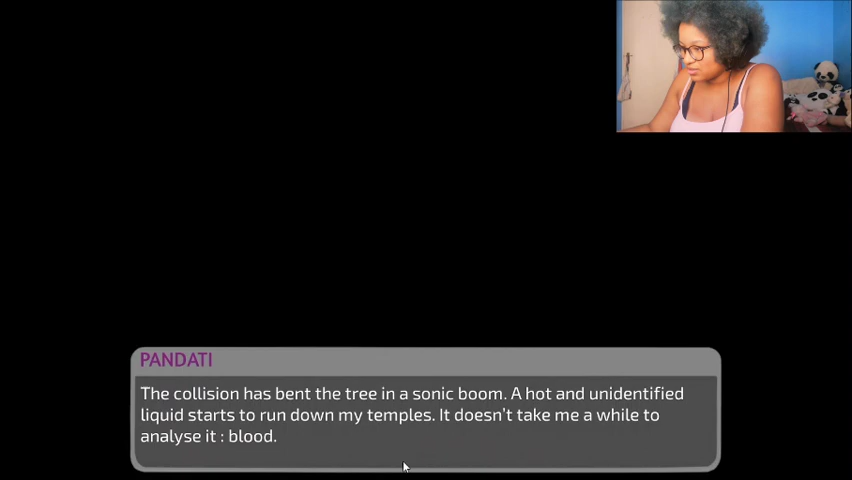 PANDATI
The collision has bent the tree in a sonic boom. A hot and unidentified
liquid starts to run down my temples. It doesn't take me a while to
analyse it : blood.